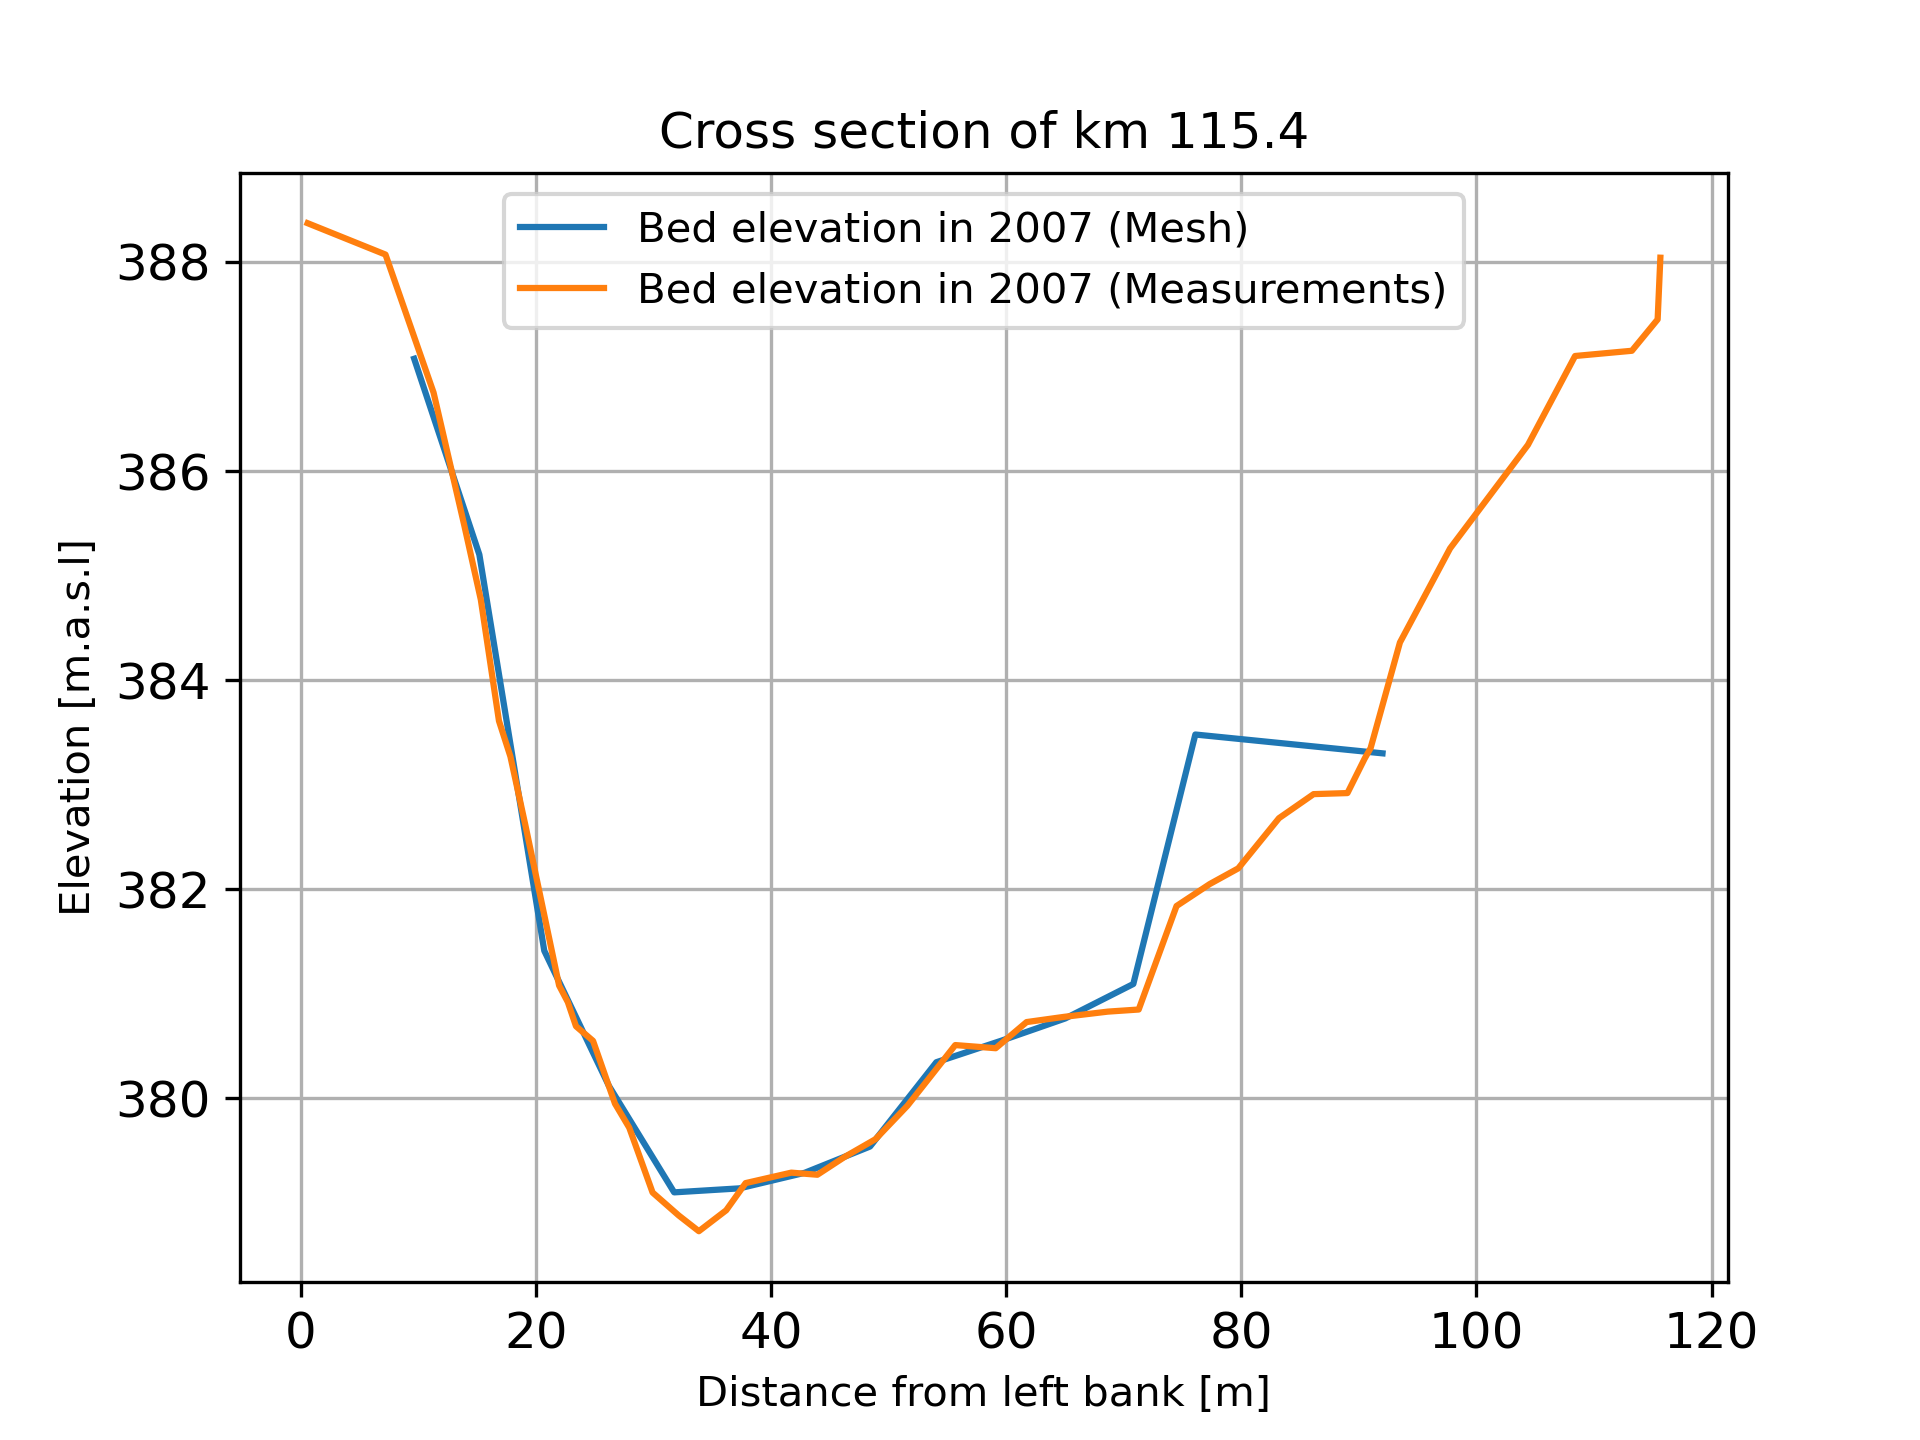 Cross section of km 115.4
Bed elevation in 2007 (Mesh)
Bed elevation in 2007 (Measurements)
388
386
384
382
380
Elevation [m.a.s.l]
0 20 40 60 80 100 120
Distance from left bank [m]